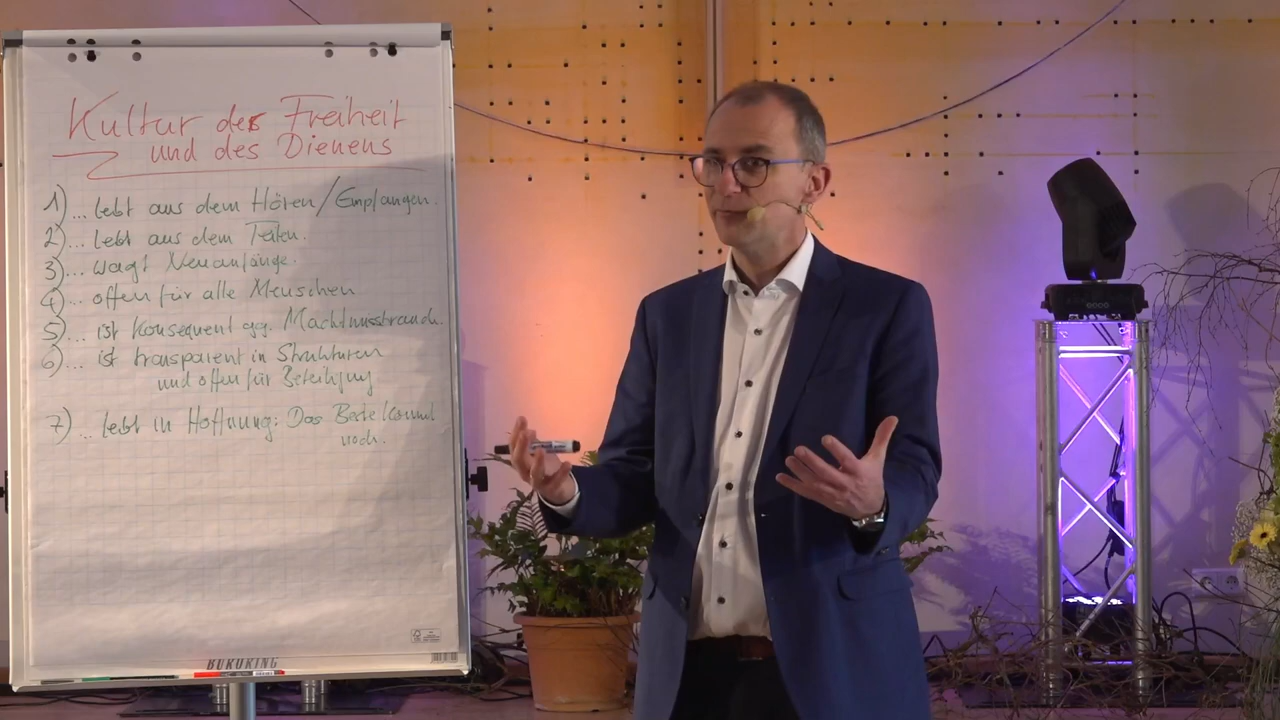 Kultur der Freiheit
und des Dienens
1) ... lebt aus dem Hören/Empfangen.
2) ... lebt aus dem Teilen.
3) ... wagt Neuanfänge.
4) ... offen für alle Menschen
5) ... ist konsequent ggü. Machtmissbrauch.
6) ... ist transparent in Strukturen
und offen für Beteiligung
7) ... lebt in Hoffnung: Das Beste kommt
noch.
BÜROKING